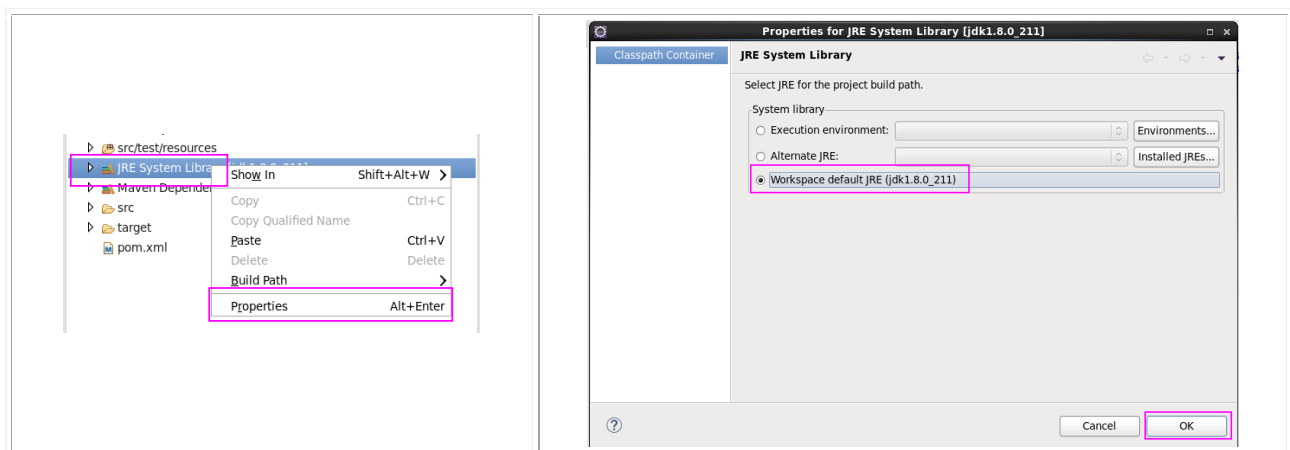 src/test/resources
JRE System Libra
Maven Depende
src
target
pom.xml
Show In Shift+Alt+W
Copy Ctrl+C
Copy Qualified Name
Paste Ctrl+V
Delete Delete
Build Path
Properties Alt+Enter
Properties for JRE System Library [jdk1.8.0_211]
Classpath Container
JRE System Library
Select JRE for the project build path.
System library
Execution environment: Environments...
Alternate JRE: Installed JREs...
Workspace default JRE (jdk1.8.0_211)
? Cancel OK